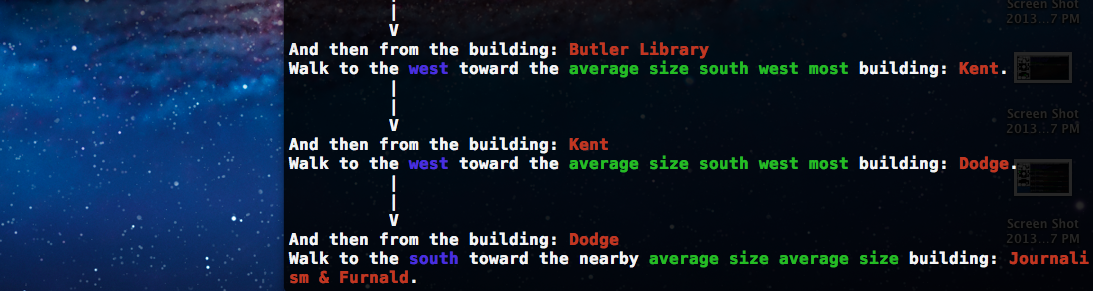 |
V
And then from the building: Butler Library
Walk to the west toward the average size south west most building: Kent.
|
|
V
And then from the building: Kent
Walk to the west toward the average size south west most building: Dodge.
|
|
V
And then from the building: Dodge
Walk to the south toward the nearby average size average size building: Journali
sm & Furnald.
Screen Shot
2013...7 PM
Screen Shot
2013...7 PM
Screen Shot
2013...7 PM